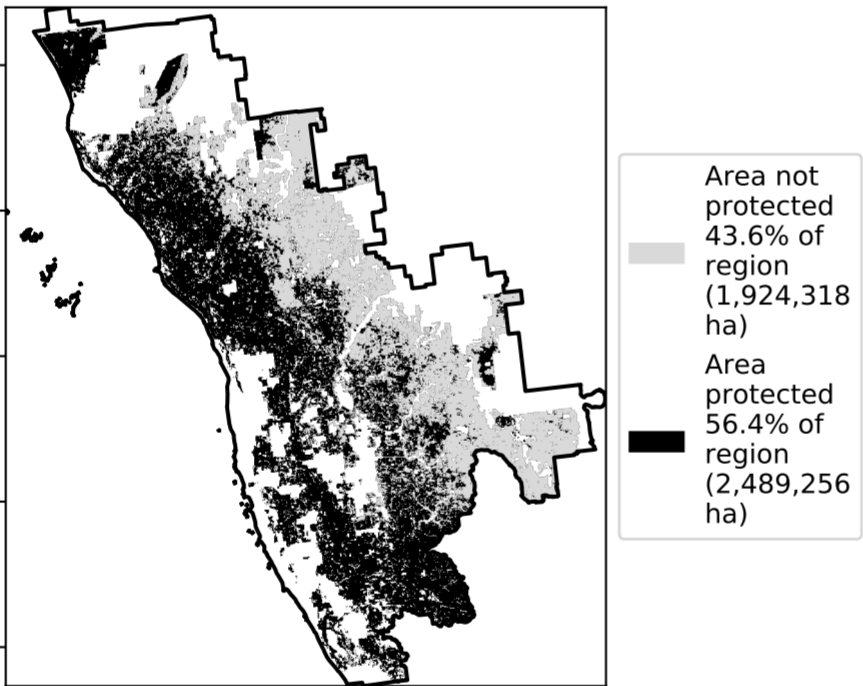 Area not
protected
43.6% of
region
(1,924,318
ha)
Area
protected
56.4% of
region
(2,489,256
ha)